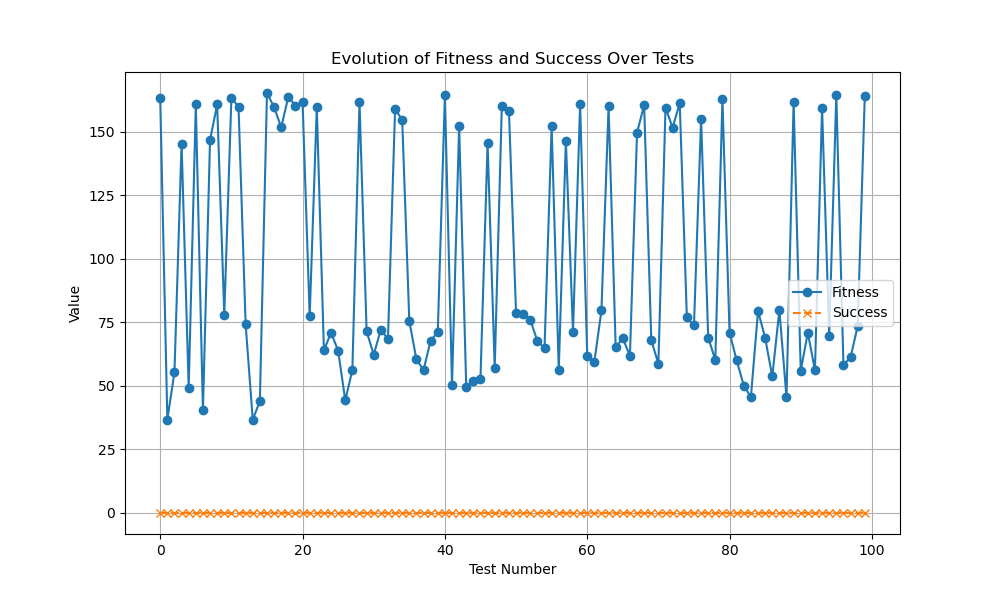 Evolution of Fitness and Success Over Tests
Value
150
125
100
75
50
25
0
Fitness
Success
0 20 40 60 80 100
Test Number